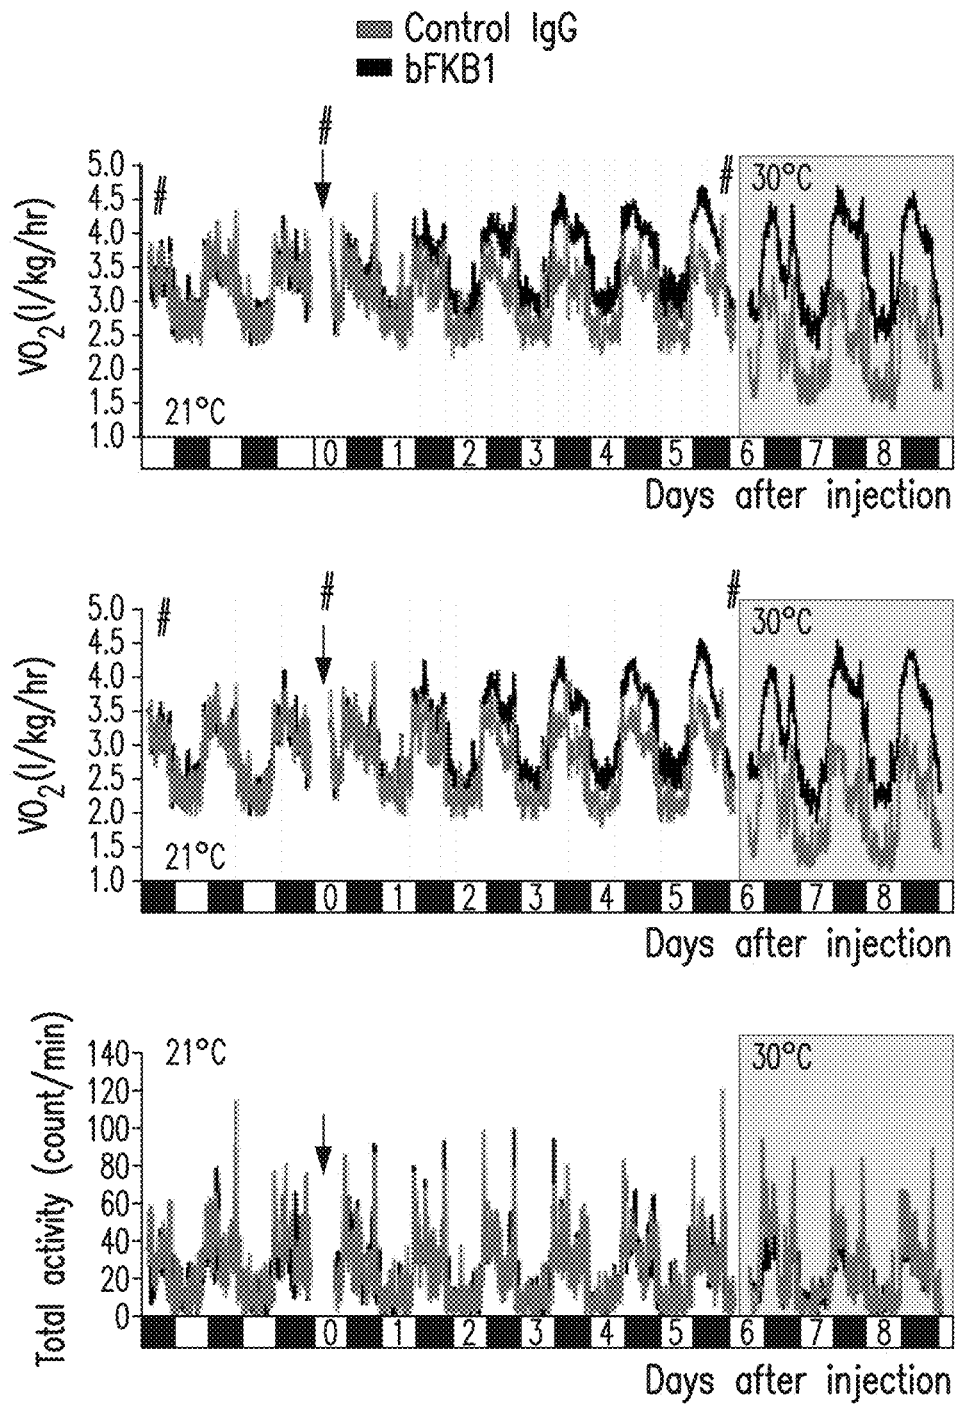 Control IgG
bFKB1
#
#
#
5.0
4.5
4.0
3.5
3.0
2.5
2.0
1.5
1.0
VO2(l/kg/hr)
21°C
30°C
0 1 2 3 4 5 6 7 8
Days after injection
#
#
#
5.0
4.5
4.0
3.5
3.0
2.5
2.0
1.5
1.0
VO2(l/kg/hr)
21°C
30°C
0 1 2 3 4 5 6 7 8
Days after injection
140
120
100
80
60
40
20
0
Total activity (count/min)
21°C
30°C
0 1 2 3 4 5 6 7 8
Days after injection